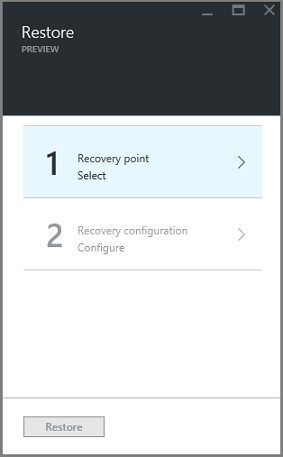 Restore
PREVIEW
1
Recovery point
Select
2
Recovery configuration
Configure
Restore